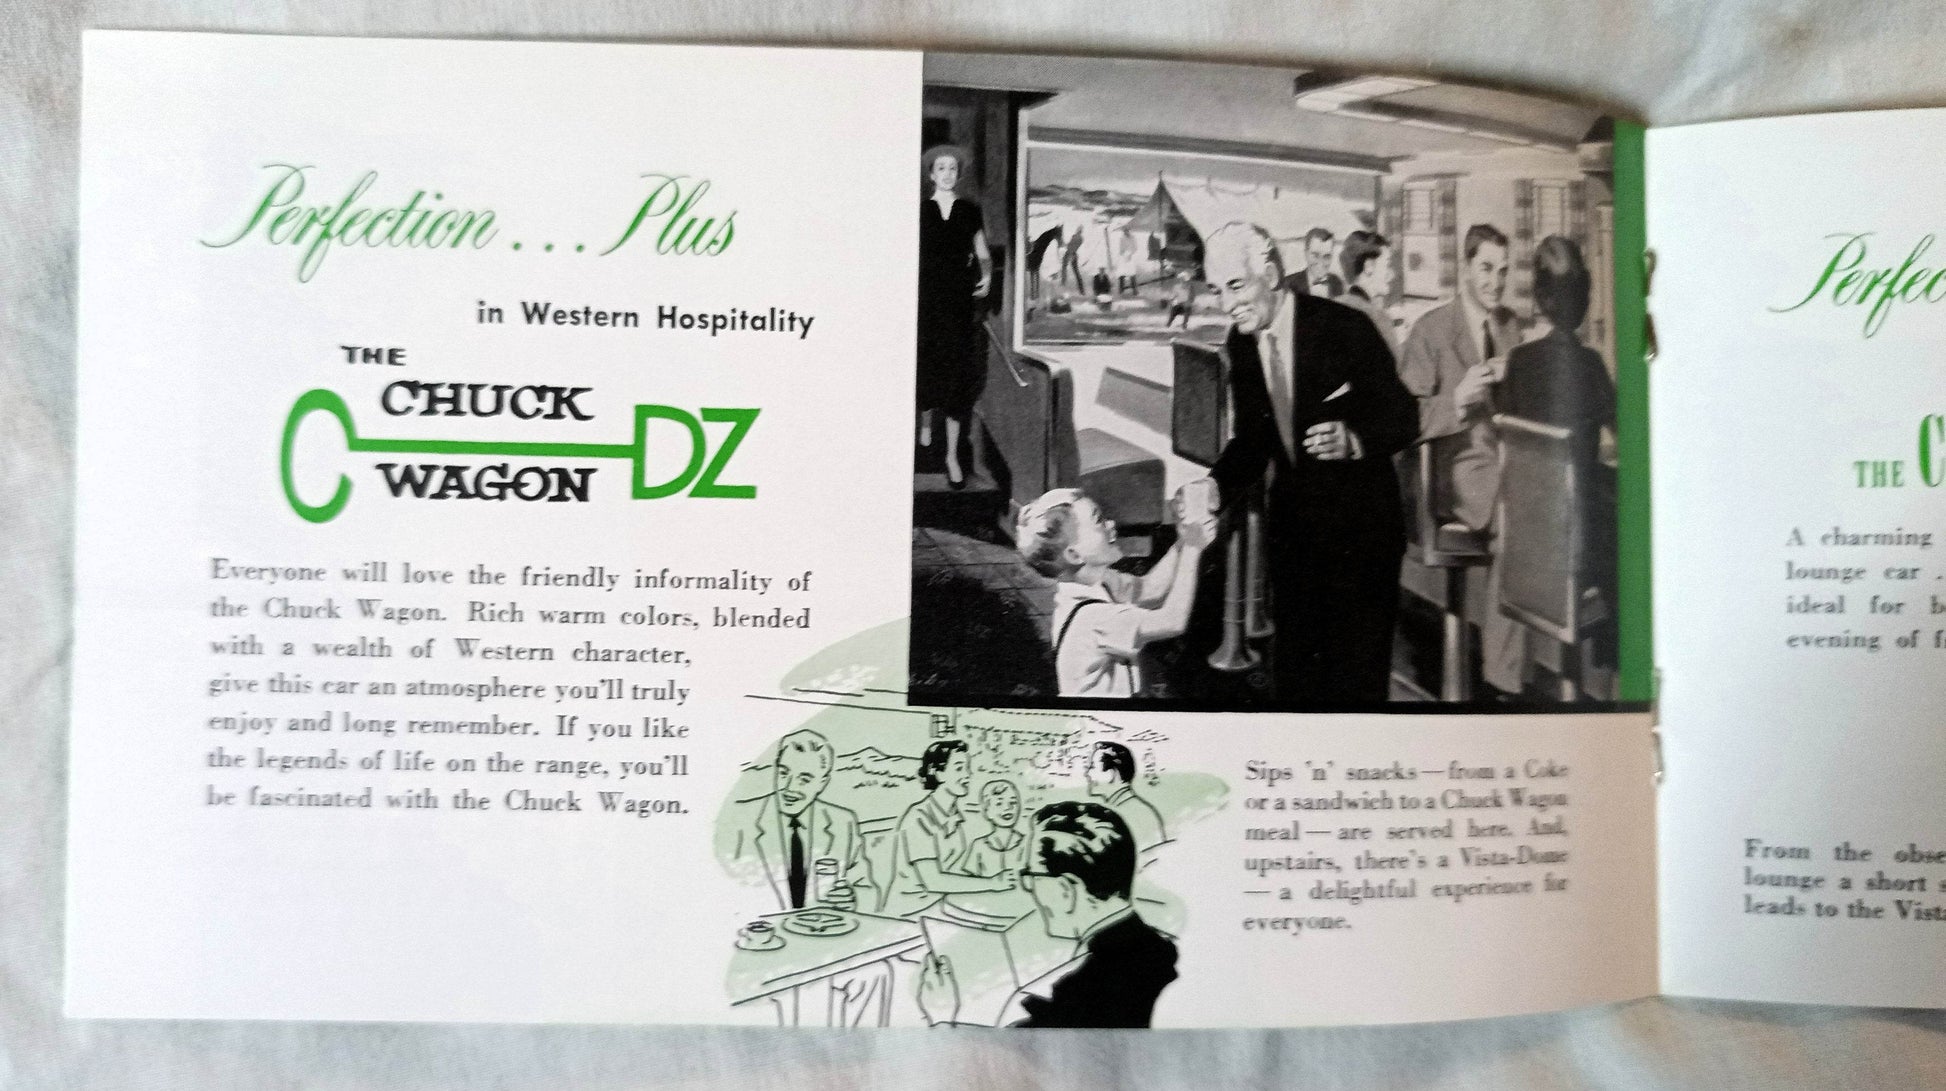 Perfection . . . Plus
in Western Hospitality
THE
CHUCK
C DZ
WAGON
Everyone will love the friendly informality of
the Chuck Wagon. Rich warm colors, blended
with a wealth of Western character,
give this car an atmosphere you'll truly
enjoy and long remember. If you like
the legends of life on the range, you'll
be fascinated with the Chuck Wagon.
Sips 'n' snacks—from a Coke
or a sandwich to a Chuck Wagon
meal—are served here. And,
upstairs, there's a Vista-Dome
—a delightful experience for
everyone.
Perfec
THE C
A charming
lounge car .
ideal for b
evening of f
From the obse
lounge a short s
leads to the Vista